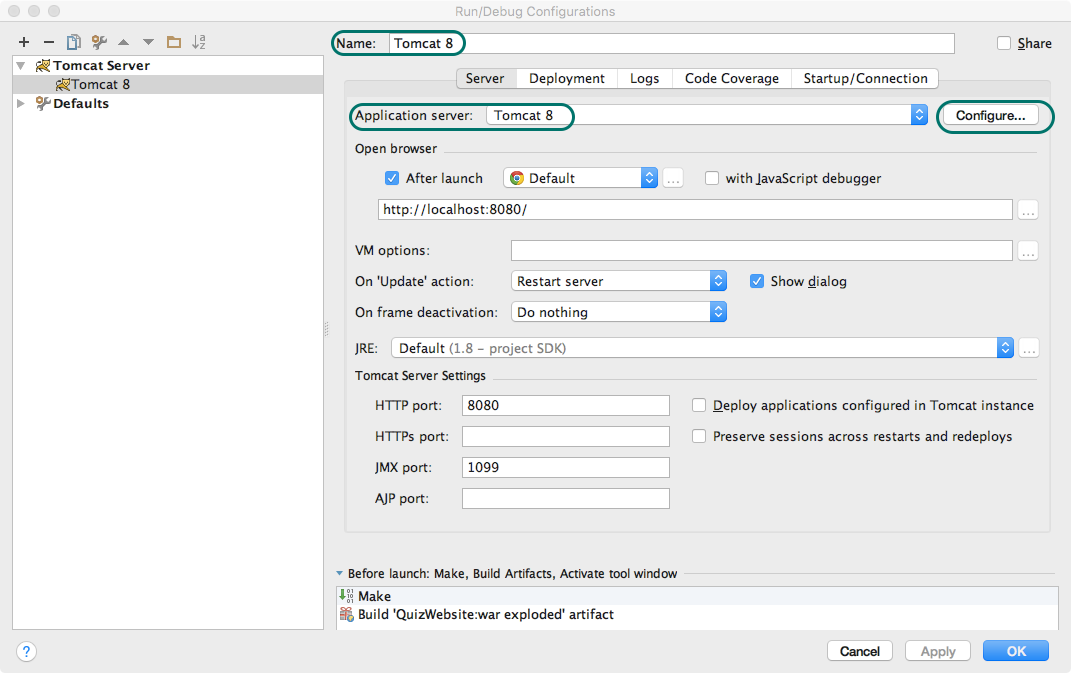 Run/Debug Configurations
Name: Tomcat 8
Share
Tomcat Server
Tomcat 8
Defaults
Server Deployment Logs Code Coverage Startup/Connection
Application server: Tomcat 8 Configure...
Open browser
After launch Default ... with JavaScript debugger
http://localhost:8080/ ...
VM options: ...
On 'Update' action: Restart server Show dialog
On frame deactivation: Do nothing
JRE: Default (1.8 – project SDK) ...
Tomcat Server Settings
HTTP port: 8080 Deploy applications configured in Tomcat instance
HTTPs port: Preserve sessions across restarts and redeploys
JMX port: 1099
AJP port:
Before launch: Make, Build Artifacts, Activate tool window
Make
Build 'QuizWebsite:war exploded' artifact
? Cancel Apply OK